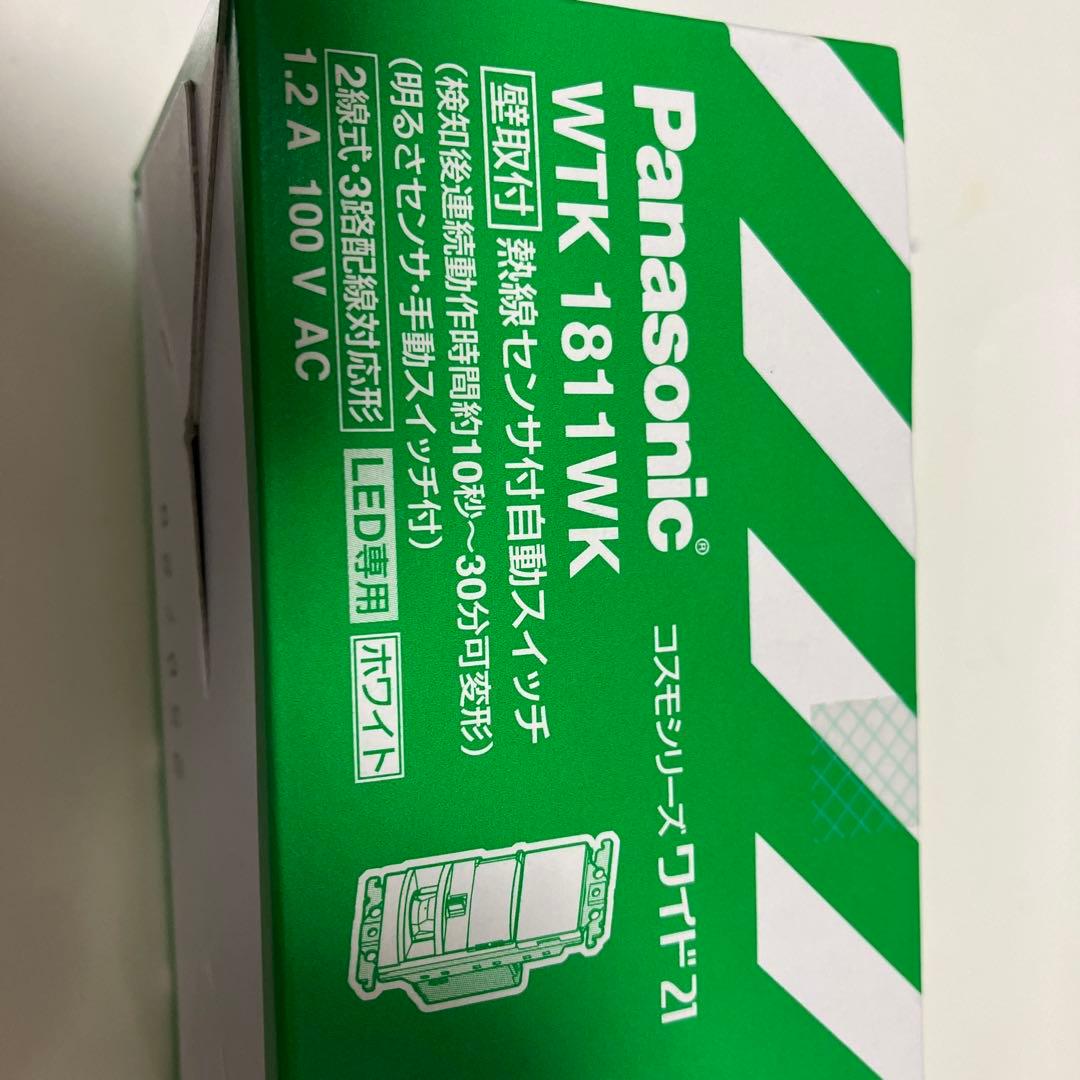 Panasonic® コスモシリーズ ワイド21
WTK 1811WK
壁取付 熱線センサ付自動スイッチ
(検知後連続動作時間約10秒～30分可変形)
(明るさセンサ・手動スイッチ付)
2線式・3路配線対応形 LED専用 ホワイト
1.2 A 100 V AC